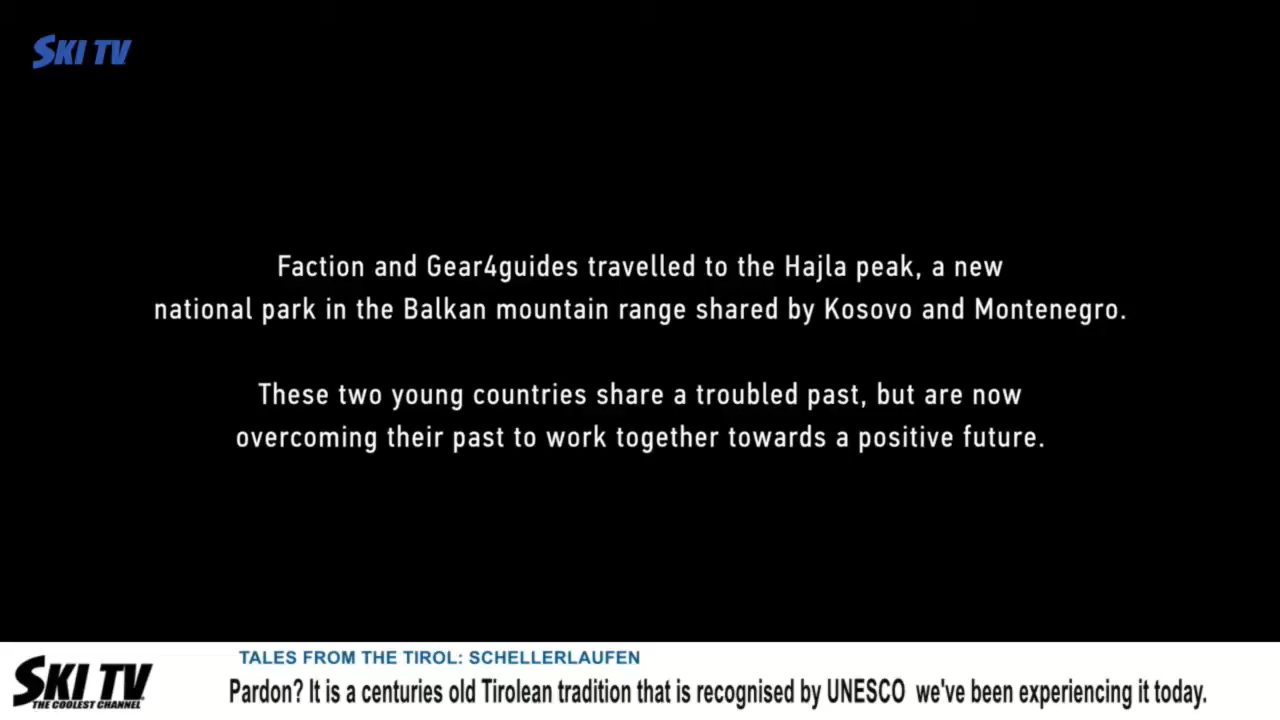 SKI TV
Faction and Gear4guides travelled to the Hajla peak, a new
national park in the Balkan mountain range shared by Kosovo and Montenegro.
These two young countries share a troubled past, but are now
overcoming their past to work together towards a positive future.
TALES FROM THE TIROL: SCHELLERLAUFEN
SKI TV
THE COOLEST CHANNEL
Pardon? It is a centuries old Tirolean tradition that is recognised by UNESCO we've been experiencing it today.